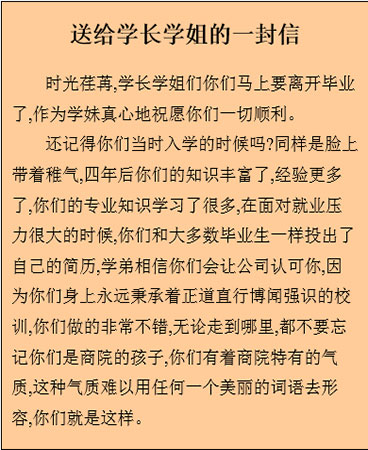 送给学长学姐的一封信
时光荏苒,学长学姐们你们马上要离开毕业
了,作为学妹真心地祝愿你们一切顺利。
还记得你们当时入学的时候吗?同样是脸上
带着稚气,四年后你们的知识丰富了,经验更多
了,你们的专业知识学习了很多,在面对就业压
力很大的时候,你们和大多数毕业生一样投出了
自己的简历,学弟相信你们会让公司认可你,因
为你们身上永远秉承着正道直行博闻强识的校
训,你们做的非常不错,无论走到哪里,都不要忘
记你们是商院的孩子,你们有着商院特有的气
质,这种气质难以用任何一个美丽的词语去形
容,你们就是这样。